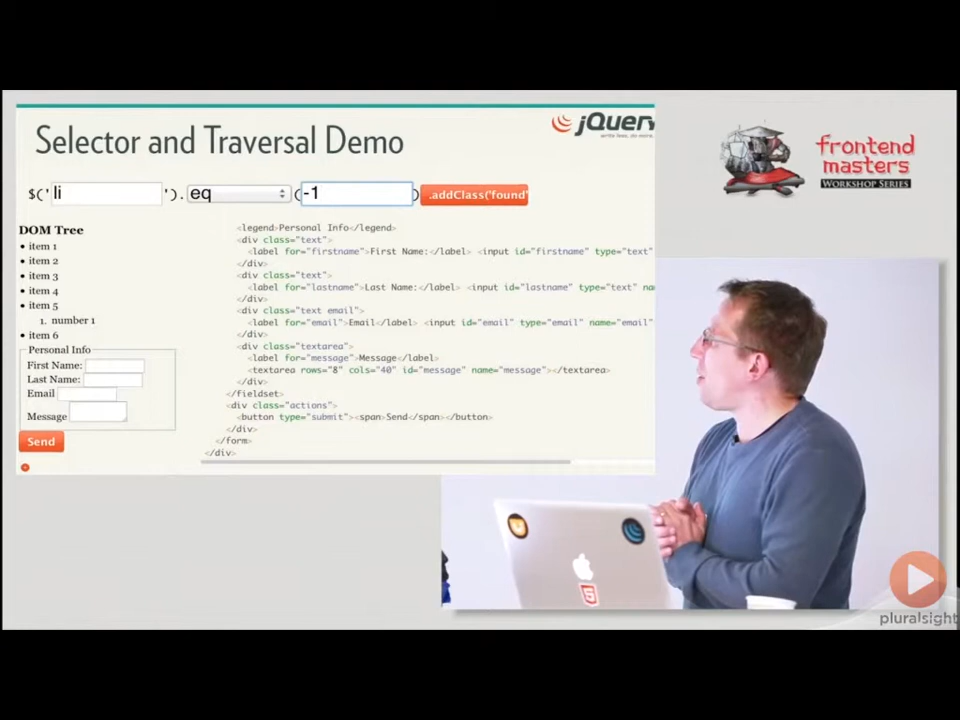 Selector and Traversal Demo
jQuery
write less, do more.
$('li').eq(-1).addClass('found'
DOM Tree
• item 1
• item 2
• item 3
• item 4
• item 5
1. number 1
• item 6
Personal Info
First Name:
Last Name:
Email
Message
Send
<legend>Personal Info</legend>
<div class="text">
<label for="firstname">First Name:</label> <input id="firstname" type="text"
</div>
<div class="text">
<label for="lastname">Last Name:</label> <input id="lastname" type="text" na
</div>
<div class="text email">
<label for="email">Email</label> <input id="email" type="email" name="email"
</div>
<div class="textarea">
<label for="message">Message</label>
<textarea rows="8" cols="40" id="message" name="message"></textarea>
</div>
</fieldset>
<div class="actions">
<button type="submit"><span>Send</span></button>
</div>
</form>
</div>
frontend
masters
WORKSHOP SERIES
5
pluralsight